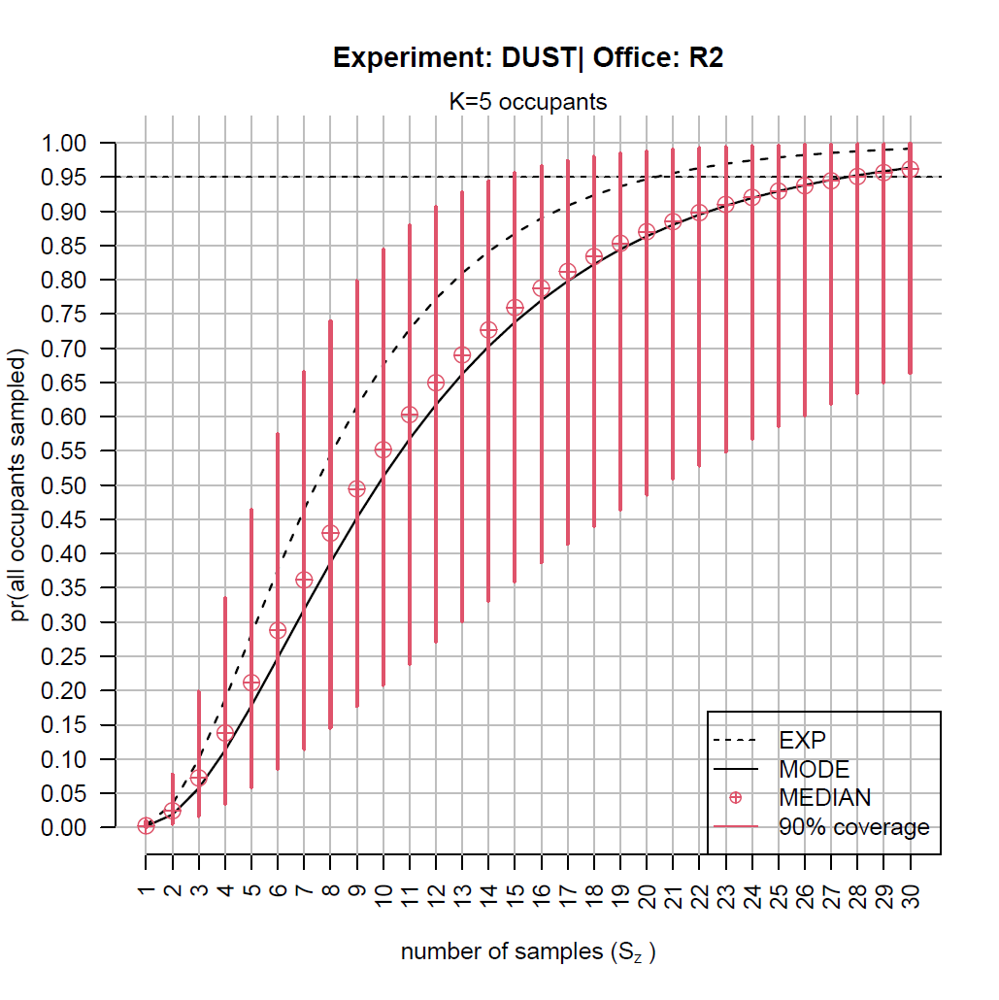 Experiment: DUST| Office: R2
K=5 occupants
pr(all occupants sampled)
1.00
0.95
0.90
0.85
0.80
0.75
0.70
0.65
0.60
0.55
0.50
0.45
0.40
0.35
0.30
0.25
0.20
0.15
0.10
0.05
0.00
EXP
MODE
MEDIAN
90% coverage
1 2 3 4 5 6 7 8 9 10 11 12 13 14 15 16 17 18 19 20 21 22 23 24 25 26 27 28 29 30
number of samples (Sz )